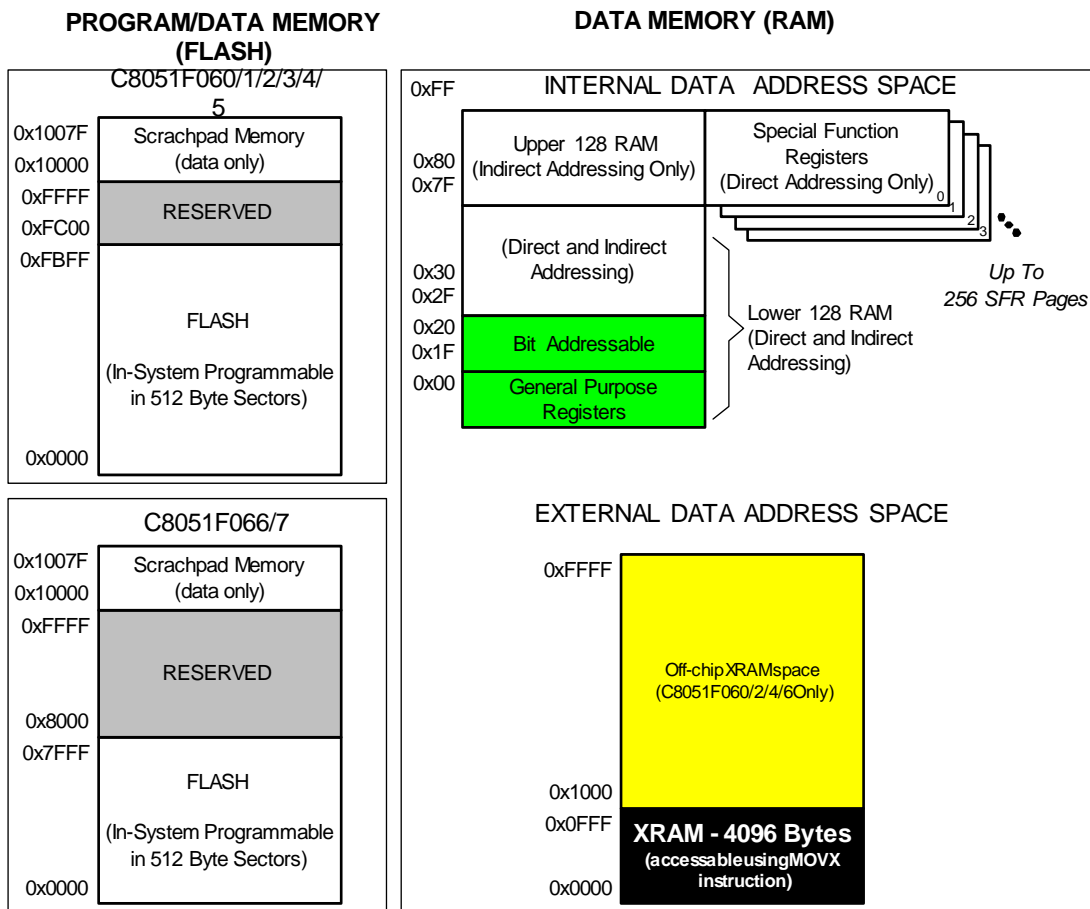 PROGRAM/DATA MEMORY
(FLASH)
C8051F060/1/2/3/4/
5
0x1007F
Scrachpad Memory
(data only)
0x10000
0xFFFF
RESERVED
0xFC00
0xFBFF
FLASH
(In-System Programmable
in 512 Byte Sectors)
0x0000
C8051F066/7
0x1007F
Scrachpad Memory
(data only)
0x10000
0xFFFF
RESERVED
0x8000
0x7FFF
FLASH
(In-System Programmable
in 512 Byte Sectors)
0x0000
DATA MEMORY (RAM)
INTERNAL DATA ADDRESS SPACE
0xFF
Upper 128 RAM
(Indirect Addressing Only)
0x80
0x7F
Special Function
Registers
(Direct Addressing Only)
0
1
2
3
Up To
256 SFR Pages
(Direct and Indirect
Addressing)
0x30
0x2F
0x20
Bit Addressable
0x1F
0x00
General Purpose
Registers
Lower 128 RAM
(Direct and Indirect
Addressing)
EXTERNAL DATA ADDRESS SPACE
0xFFFF
Off-chipXRAMspace
(C8051F060/2/4/6Only)
0x1000
0x0FFF
XRAM - 4096 Bytes
(accessableusingMOVX
instruction)
0x0000